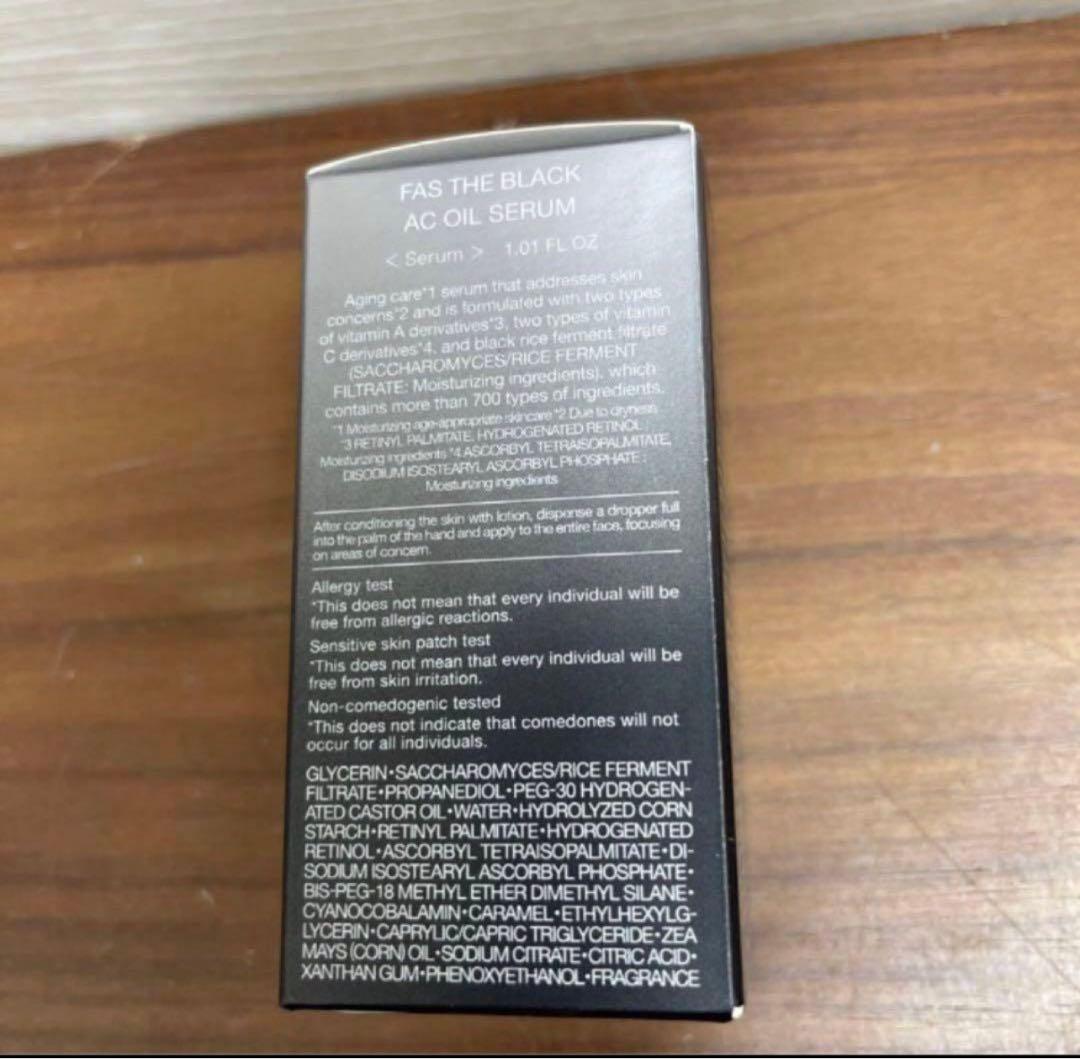 FAS THE BLACK
AC OIL SERUM
< Serum > 1.01 FL OZ
Aging care*1 serum that addresses skin
concerns*2 and is formulated with two types
of vitamin A derivatives*3, two types of vitamin
C derivatives*4, and black rice ferment filtrate
(SACCHAROMYCES/RICE FERMENT
FILTRATE: Moisturizing ingredients), which
contains more than 700 types of ingredients.
*1 Moisturizing age-appropriate skincare *2 Due to dryness
*3 RETINYL PALMITATE, HYDROGENATED RETINOL :
Moisturizing ingredients *4 ASCORBYL TETRAISOPALMITATE,
DISODIUM ISOSTEARYL ASCORBYL PHOSPHATE :
Moisturizing ingredients
After conditioning the skin with lotion, dispense a dropper full
into the palm of the hand and apply to the entire face, focusing
on areas of concern.
Allergy test
*This does not mean that every individual will be
free from allergic reactions.
Sensitive skin patch test
*This does not mean that every individual will be
free from skin irritation.
Non-comedogenic tested
*This does not indicate that comedones will not
occur for all individuals.
GLYCERIN•SACCHAROMYCES/RICE FERMENT
FILTRATE•PROPANEDIOL•PEG-30 HYDROGEN-
ATED CASTOR OIL•WATER•HYDROLYZED CORN
STARCH•RETINYL PALMITATE•HYDROGENATED
RETINOL•ASCORBYL TETRAISOPALMITATE•DI-
SODIUM ISOSTEARYL ASCORBYL PHOSPHATE•
BIS-PEG-18 METHYL ETHER DIMETHYL SILANE•
CYANOCOBALAMIN•CARAMEL•ETHYLHEXYLG-
LYCERIN•CAPRYLIC/CAPRIC TRIGLYCERIDE•ZEA
MAYS (CORN) OIL•SODIUM CITRATE•CITRIC ACID•
XANTHAN GUM•PHENOXYETHANOL•FRAGRANCE